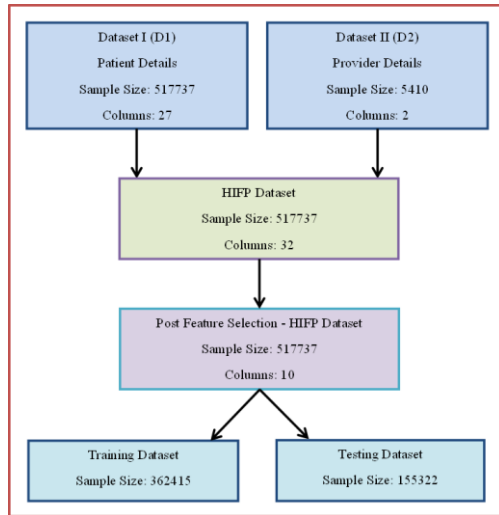 Dataset I (D1)
Patient Details
Sample Size: 517737
Columns: 27
Dataset II (D2)
Provider Details
Sample Size: 5410
Columns: 2
HIFP Dataset
Sample Size: 517737
Columns: 32
Post Feature Selection - HIFP Dataset
Sample Size: 517737
Columns: 10
Training Dataset
Sample Size: 362415
Testing Dataset
Sample Size: 155322